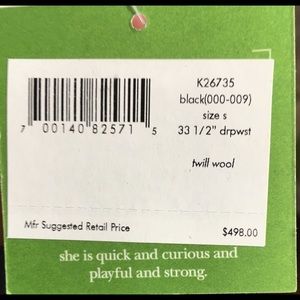 K26735
black(000-009)
size s
33 1/2" drpwst
7 00140 82571 5
twill wool
Mfr Suggested Retail Price
$498.00
she is quick and curious and
playful and strong.